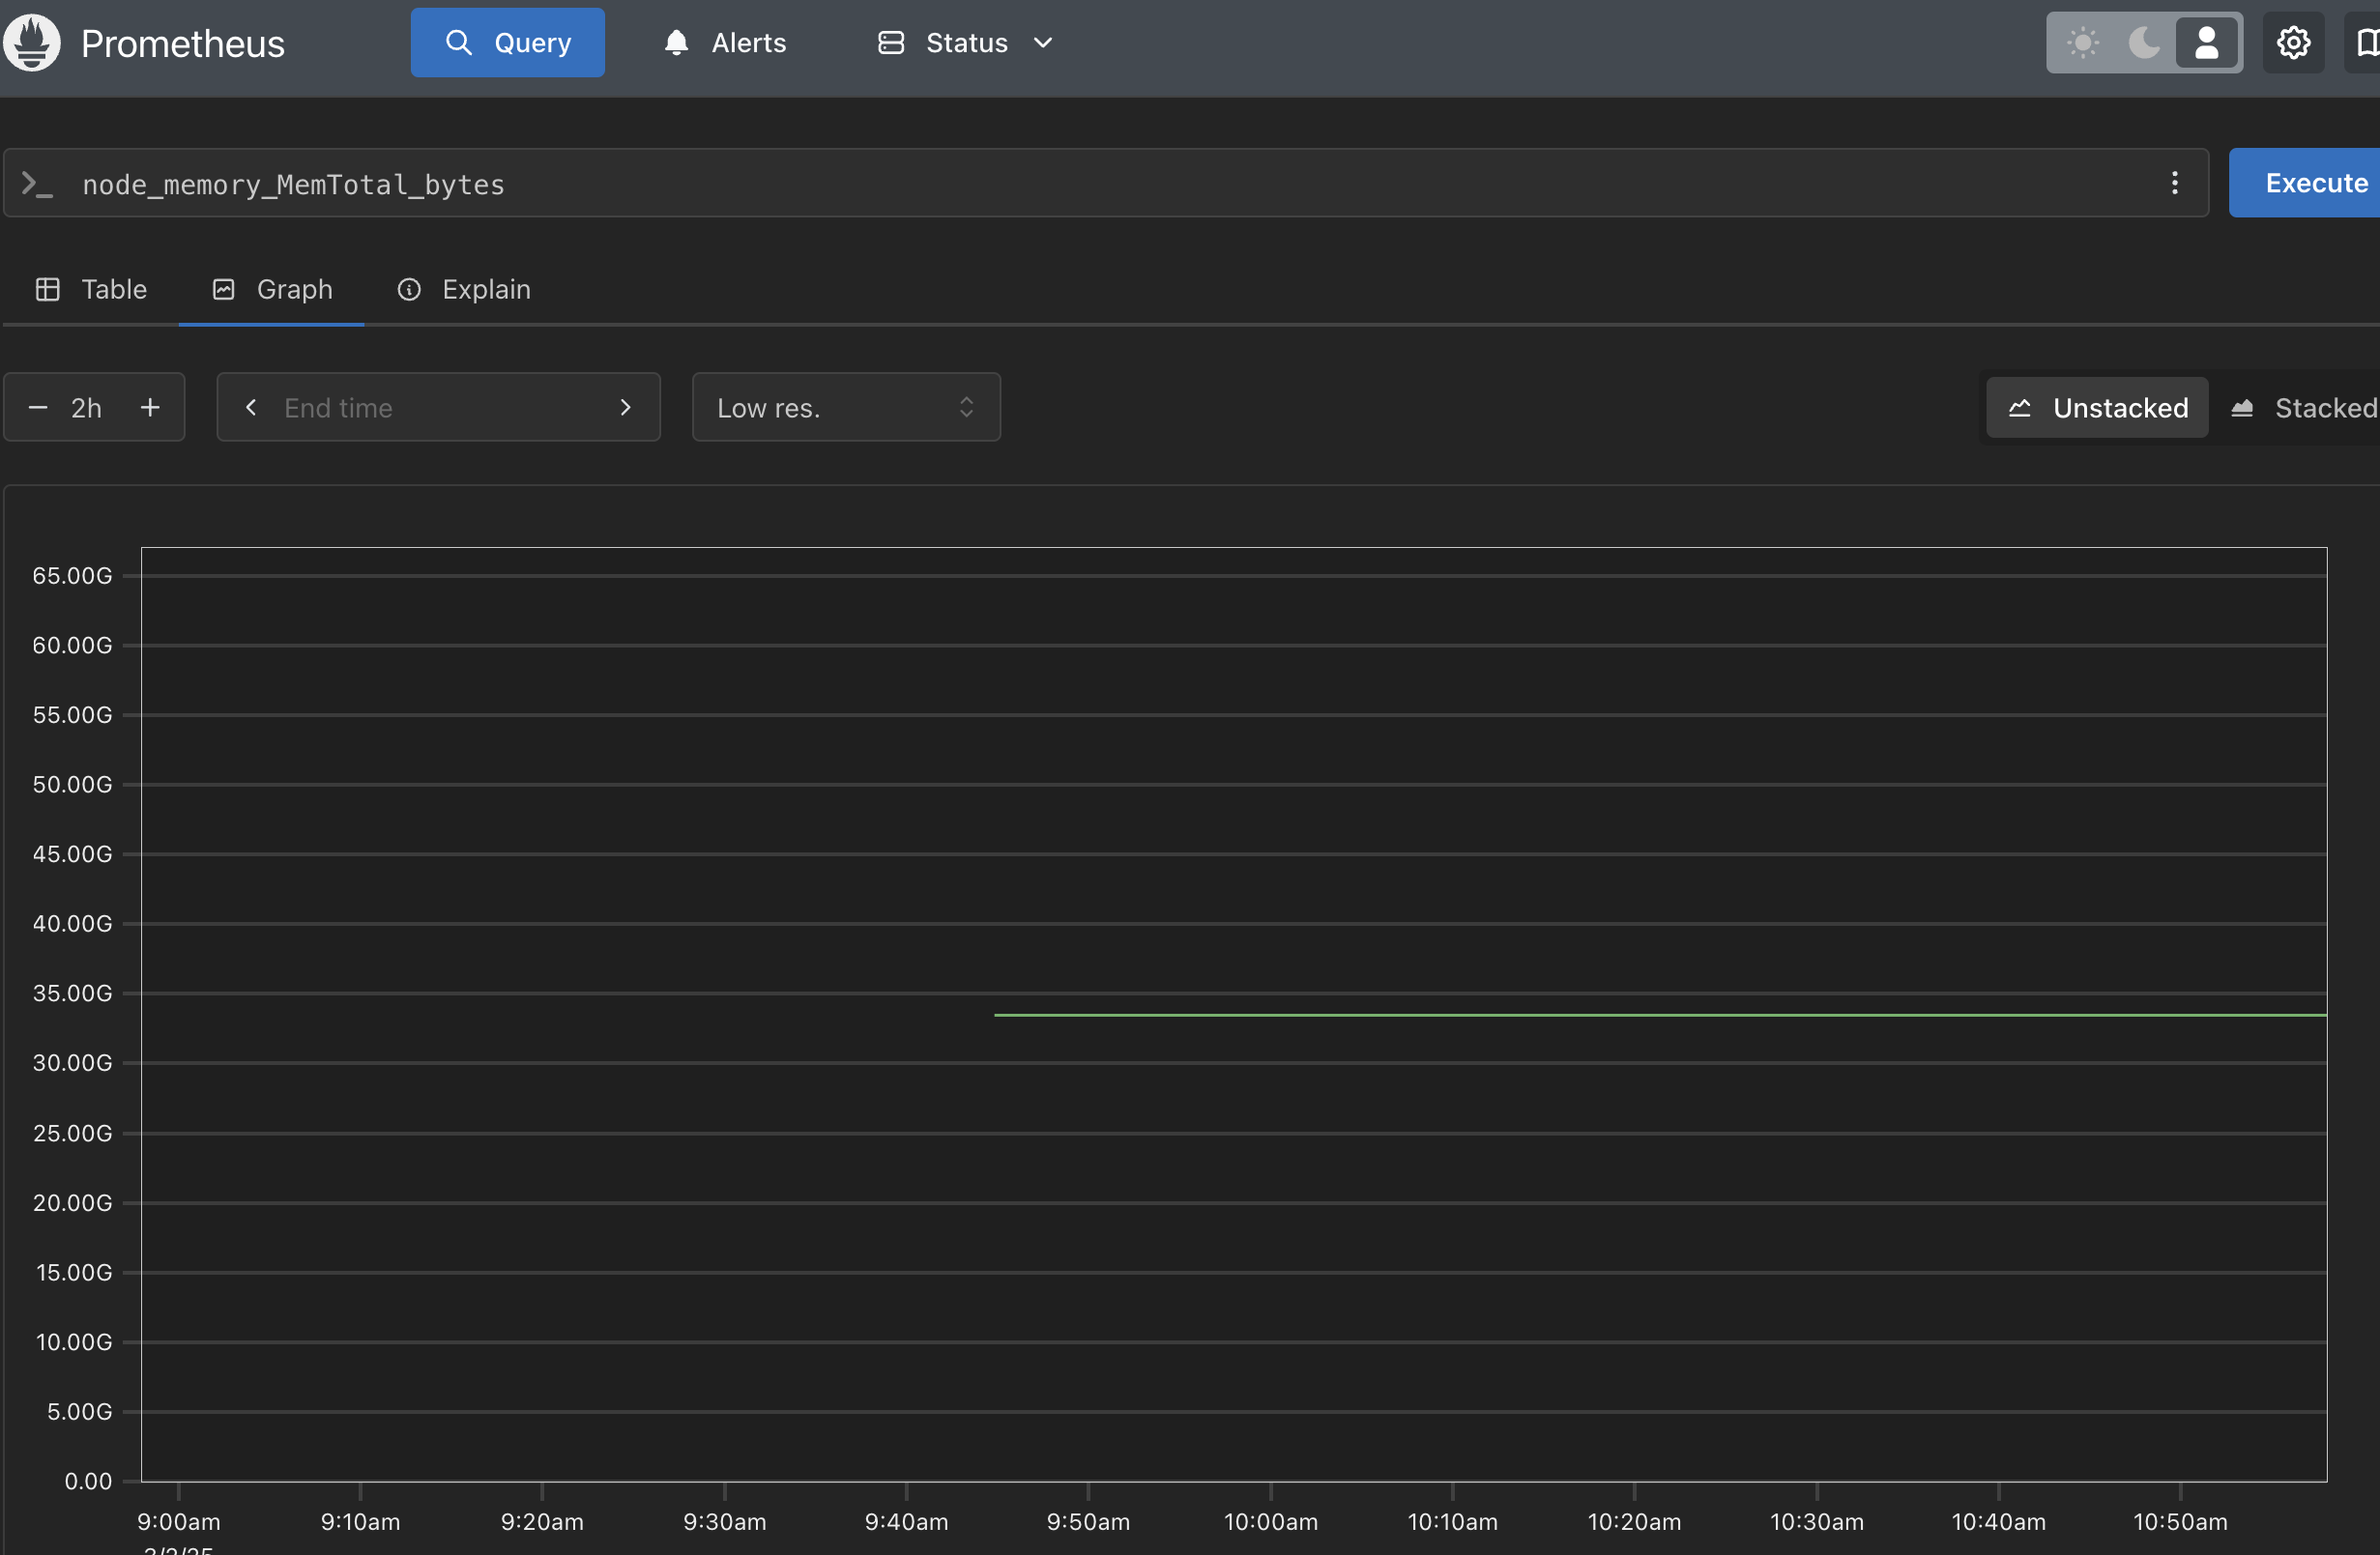 Prometheus Query Alerts Status
node_memory_MemTotal_bytes Execute
Table Graph Explain
2h End time Low res. Unstacked Stacked
65.00G
60.00G
55.00G
50.00G
45.00G
40.00G
35.00G
30.00G
25.00G
20.00G
15.00G
10.00G
5.00G
0.00
9:00am 9:10am 9:20am 9:30am 9:40am 9:50am 10:00am 10:10am 10:20am 10:30am 10:40am 10:50am